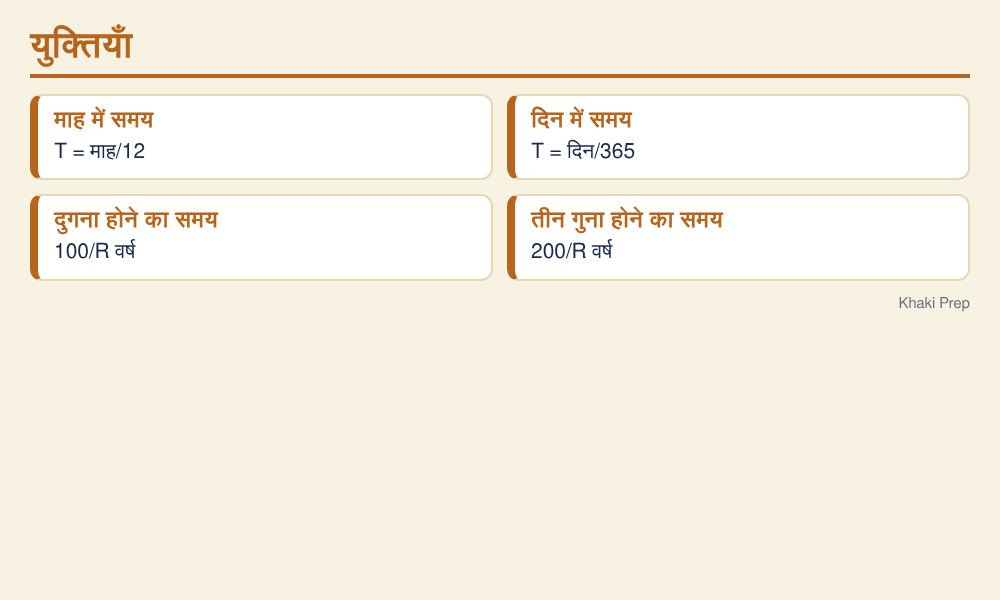 युक्तियाँ
माह में समय
T = माह/12
दिन में समय
T = दिन/365
दुगना होने का समय
100/R वर्ष
तीन गुना होने का समय
200/R वर्ष
Khaki Prep